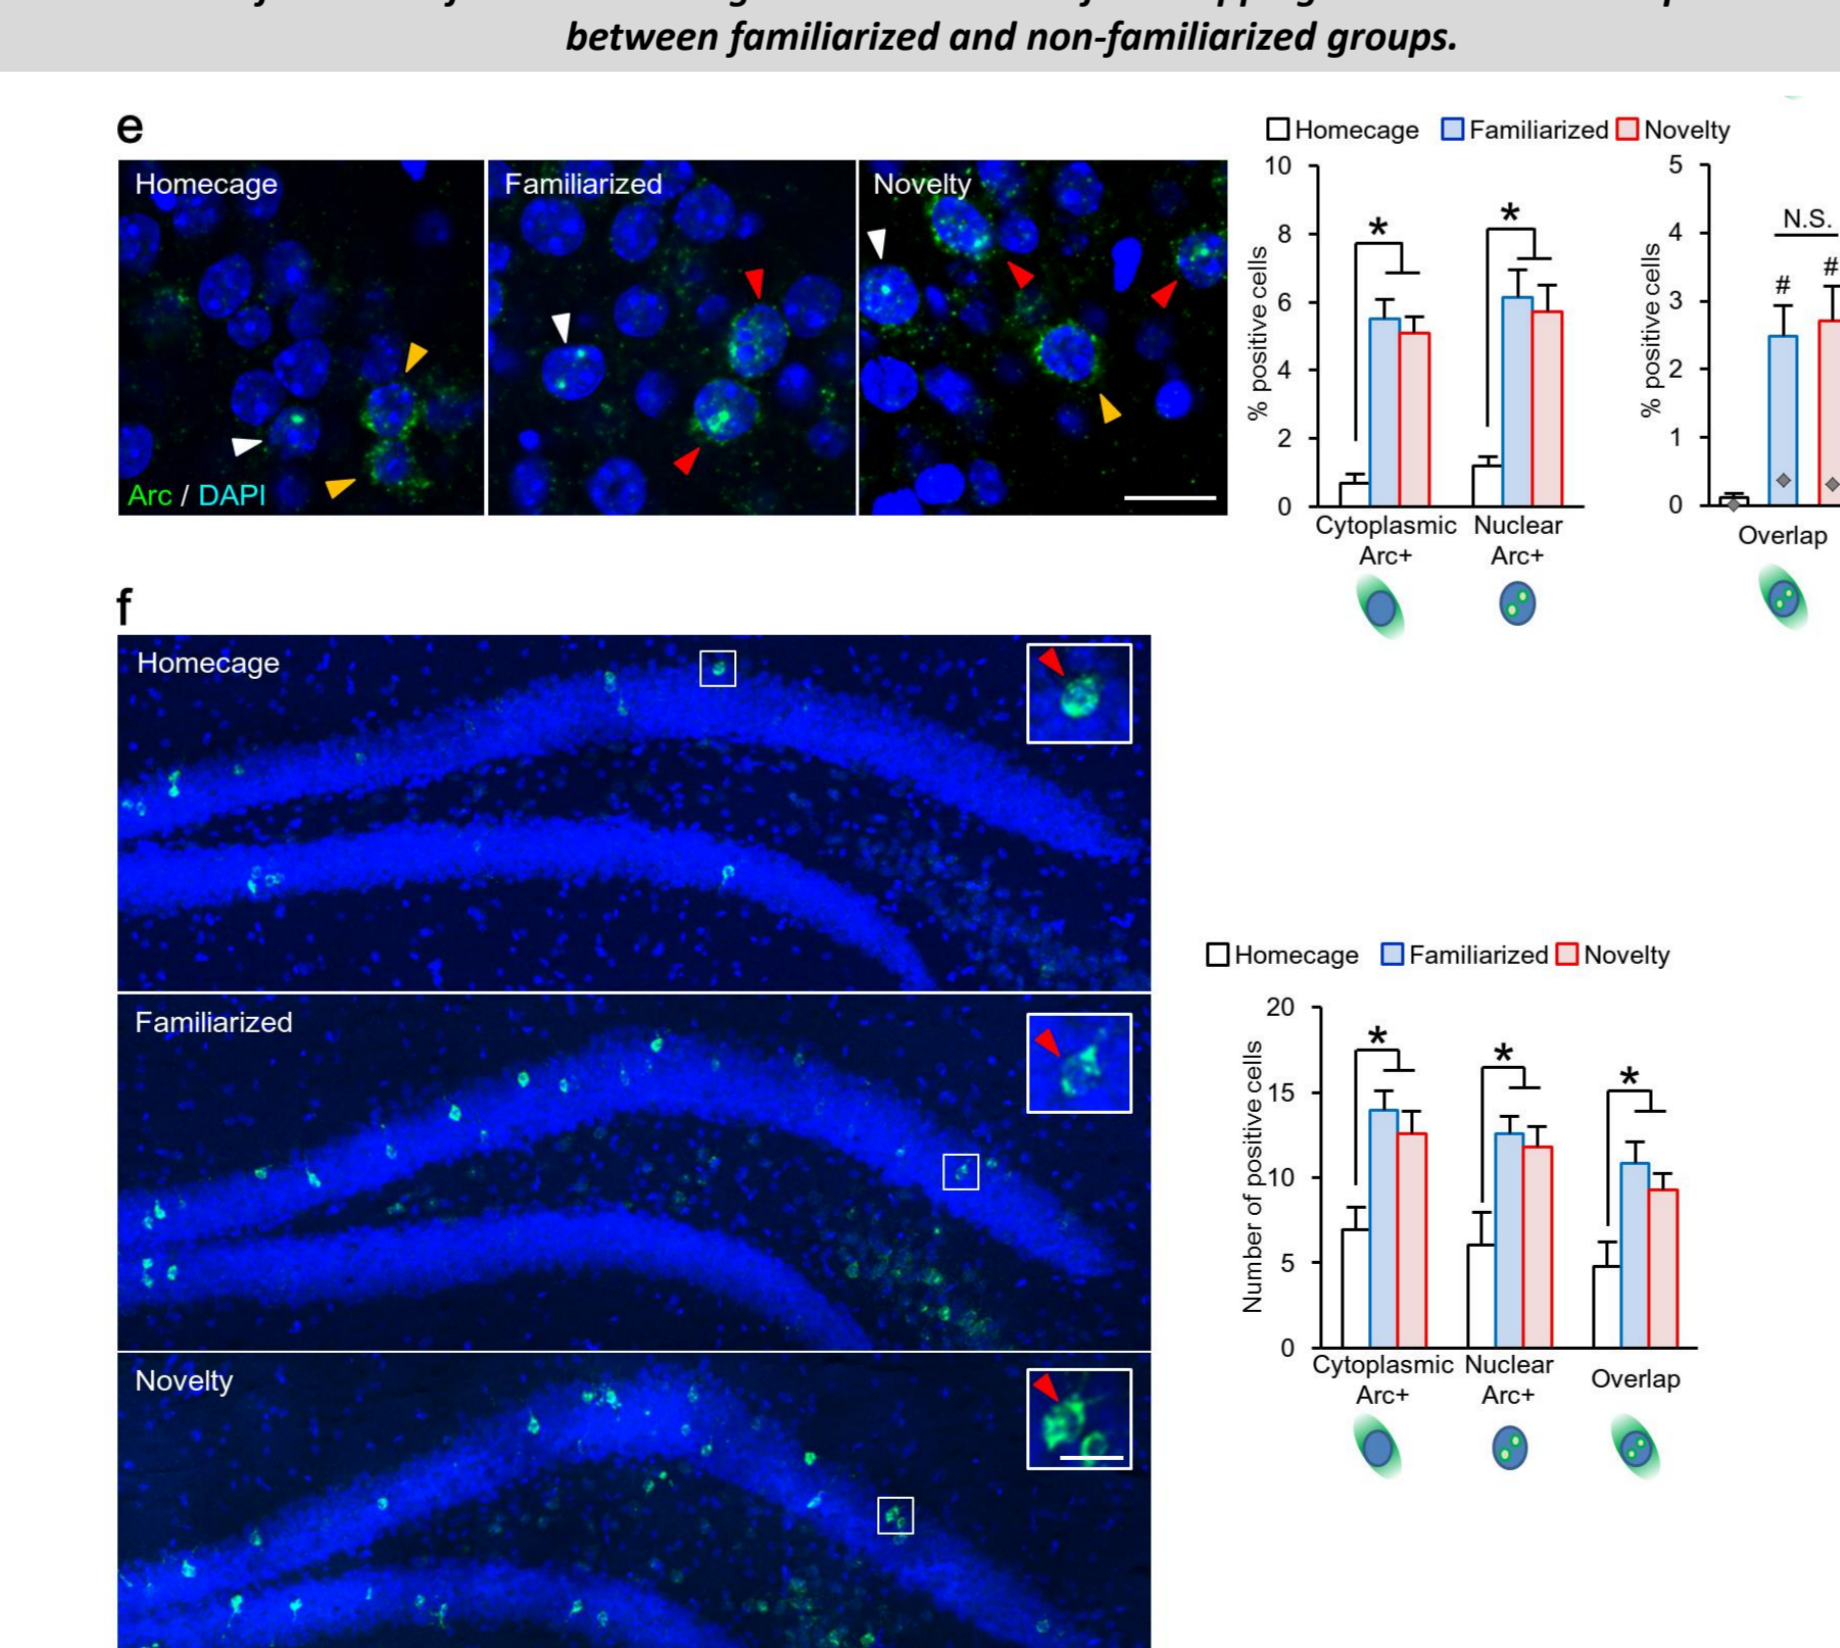 between familiarized and non-familiarized groups.
e
Homecage
Familiarized
Novelty
Arc / DAPI
Homecage Familiarized Novelty
% positive cells
10
8
6
4
2
0
*
*
Cytoplasmic Arc+
Nuclear Arc+
% positive cells
5
4
3
2
1
0
N.S.
#
#
Overlap
f
Homecage
Familiarized
Novelty
Homecage Familiarized Novelty
Number of positive cells
20
15
10
5
0
*
*
*
Cytoplasmic Arc+
Nuclear Arc+
Overlap